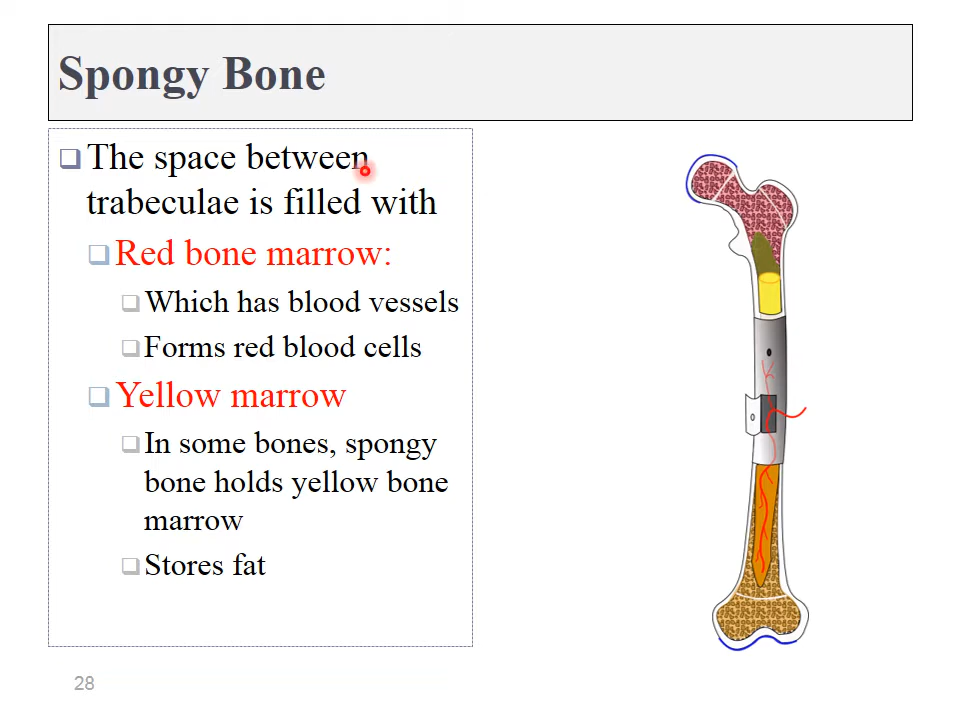 Spongy Bone
The space between
trabeculae is filled with
Red bone marrow:
Which has blood vessels
Forms red blood cells
Yellow marrow
In some bones, spongy
bone holds yellow bone
marrow
Stores fat
28